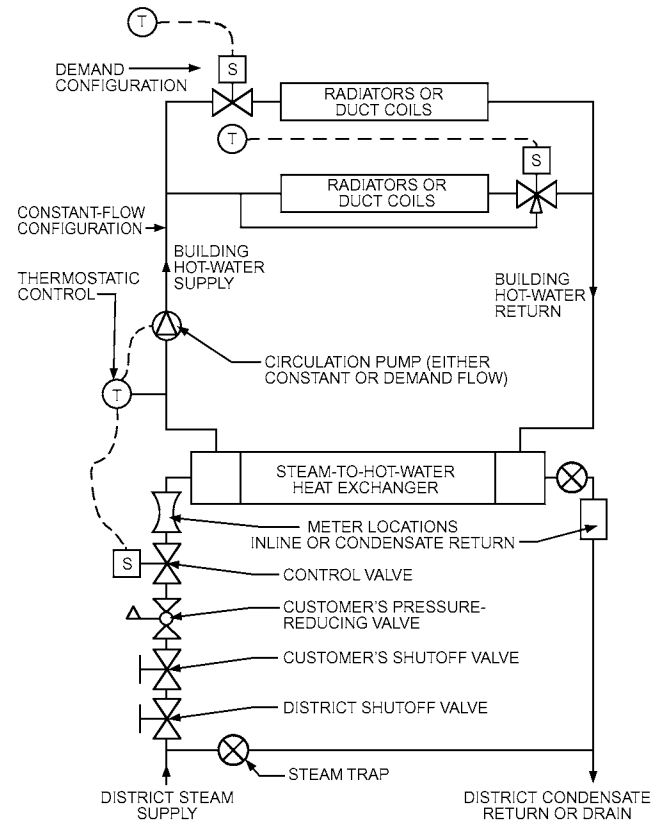 T
S
DEMAND
CONFIGURATION
RADIATORS OR
DUCT COILS
T
S
RADIATORS OR
DUCT COILS
CONSTANT-FLOW
CONFIGURATION
BUILDING
HOT-WATER
SUPPLY
THERMOSTATIC
CONTROL
BUILDING
HOT-WATER
RETURN
CIRCULATION PUMP (EITHER
CONSTANT OR DEMAND FLOW)
T
STEAM-TO-HOT-WATER
HEAT EXCHANGER
METER LOCATIONS
INLINE OR CONDENSATE RETURN
S
CONTROL VALVE
CUSTOMER'S PRESSURE-
REDUCING VALVE
CUSTOMER'S SHUTOFF VALVE
DISTRICT SHUTOFF VALVE
STEAM TRAP
DISTRICT STEAM
SUPPLY
DISTRICT CONDENSATE
RETURN OR DRAIN